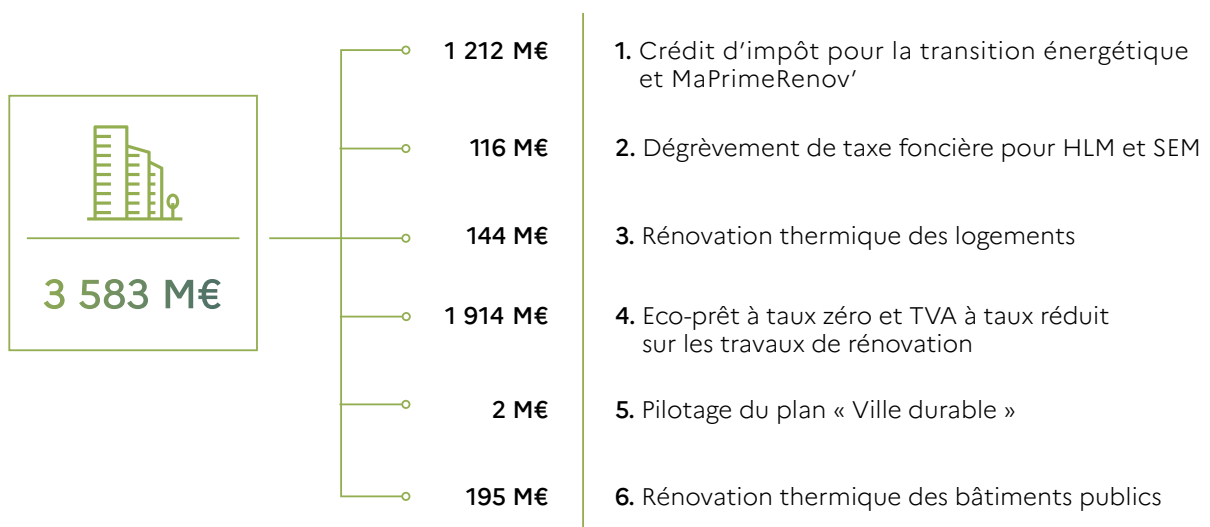 3 583 M€
1 212 M€
1. Crédit d’impôt pour la transition énergétique
et MaPrimeRenov’
116 M€
2. Dégrèvement de taxe foncière pour HLM et SEM
144 M€
3. Rénovation thermique des logements
1 914 M€
4. Eco-prêt à taux zéro et TVA à taux réduit
sur les travaux de rénovation
2 M€
5. Pilotage du plan « Ville durable »
195 M€
6. Rénovation thermique des bâtiments publics